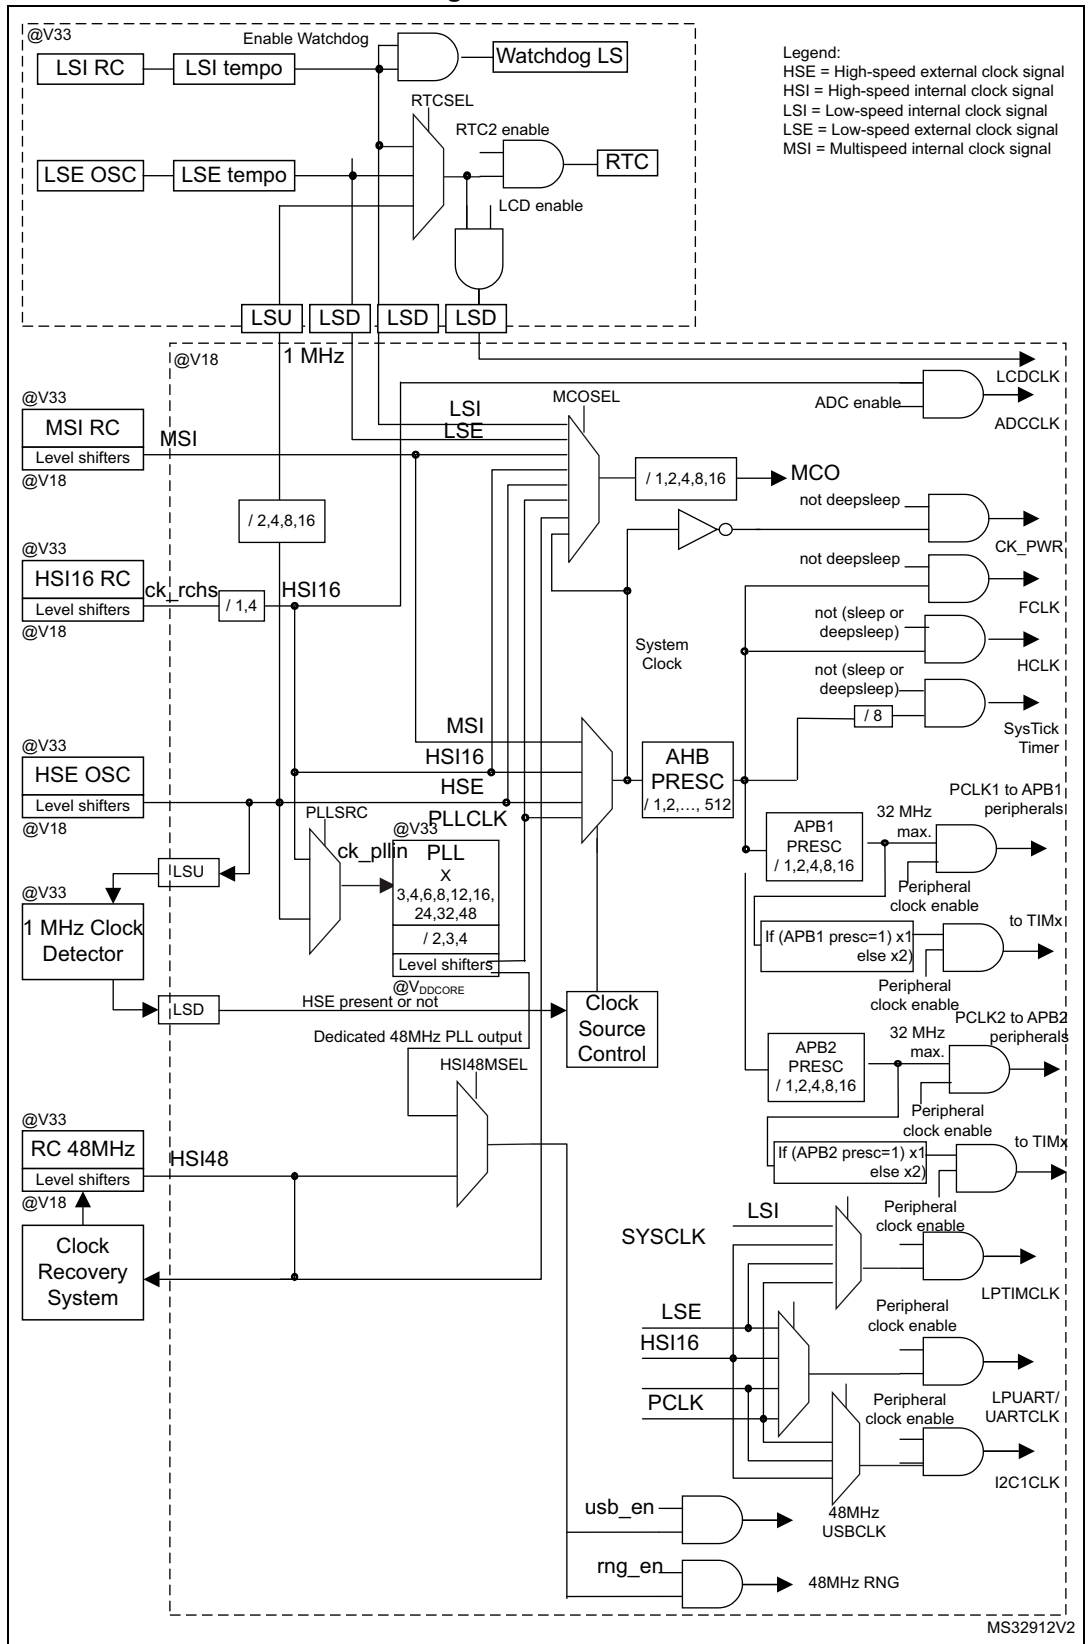 @V33
Enable Watchdog
LSI RC
LSI tempo
Watchdog LS
Legend:
HSE = High-speed external clock signal
HSI = High-speed internal clock signal
LSI = Low-speed internal clock signal
LSE = Low-speed external clock signal
MSI = Multispeed internal clock signal
RTCSEL
RTC2 enable
LSE OSC
LSE tempo
RTC
LCD enable
LSU
LSD
LSD
LSD
@V18
1 MHz
LCDCLK
@V33
MSI RC
Level shifters
@V18
MSI
LSI
LSE
MCOSEL
ADC enable
ADCCLK
/ 1,2,4,8,16
MCO
/ 2,4,8,16
not deepsleep
CK_PWR
@V33
HSI16 RC
Level shifters
@V18
ck_rchs
/ 1,4
HSI16
not deepsleep
FCLK
not (sleep or
deepsleep)
HCLK
System
Clock
not (sleep or
deepsleep)
/ 8
SysTick
Timer
@V33
HSE OSC
Level shifters
@V18
MSI
HSI16
HSE
PLLCLK
AHB
PRESC
/ 1,2,..., 512
PLLSRC
ck_pllin
@V33
PLL
X
3,4,6,8,12,16,
24,32,48
/ 2,3,4
Level shifters
@VDDCORE
PCLK1 to APB1
peripherals
32 MHz
max.
APB1
PRESC
/ 1,2,4,8,16
Peripheral
clock enable
LSU
@V33
1 MHz Clock
Detector
to TIMx
If (APB1 presc=1) x1
else x2)
Peripheral
clock enable
LSD
HSE present or not
Clock
Source
Control
Dedicated 48MHz PLL output
HSI48MSEL
PCLK2 to APB2
peripherals
32 MHz
max.
APB2
PRESC
/ 1,2,4,8,16
Peripheral
clock enable
@V33
RC 48MHz
Level shifters
@V18
HSI48
to TIMx
If (APB2 presc=1) x1
else x2)
Peripheral
clock enable
Clock
Recovery
System
LSI
SYSCLK
LPTIMCLK
LSE
HSI16
PCLK
Peripheral
clock enable
LPUART/
UARTCLK
Peripheral
clock enable
I2C1CLK
usb_en
48MHz
USBCLK
rng_en
48MHz RNG
MS32912V2